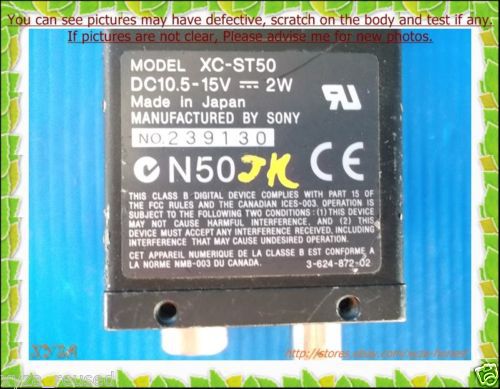 You can see pictures may have defective, scratch on the body and test if any.
If pictures are not clear, Please advise me for new photos.
MODEL XC-ST50
DC10.5-15V ⎓ 2W
Made in Japan
MANUFACTURED BY SONY
NO. 239130
N50 JK CE
THIS CLASS B DIGITAL DEVICE COMPLIES WITH PART 15 OF
THE FCC RULES AND THE CANADIAN ICES-003. OPERATION IS
SUBJECT TO THE FOLLOWING TWO CONDITIONS : (1) THIS DEVICE
MAY NOT CAUSE HARMFUL INTERFERENCE, AND (2) THIS
DEVICE MUST ACCEPT ANY INTERFERENCE RECEIVED, INCLUDING
INTERFERENCE THAT MAY CAUSE UNDESIRED OPERATION.
CET APPAREIL NUMERIQUE DE LA CLASSE B EST CONFORME A
LA NORME NMB-003 DU CANADA.
3-624-872-02